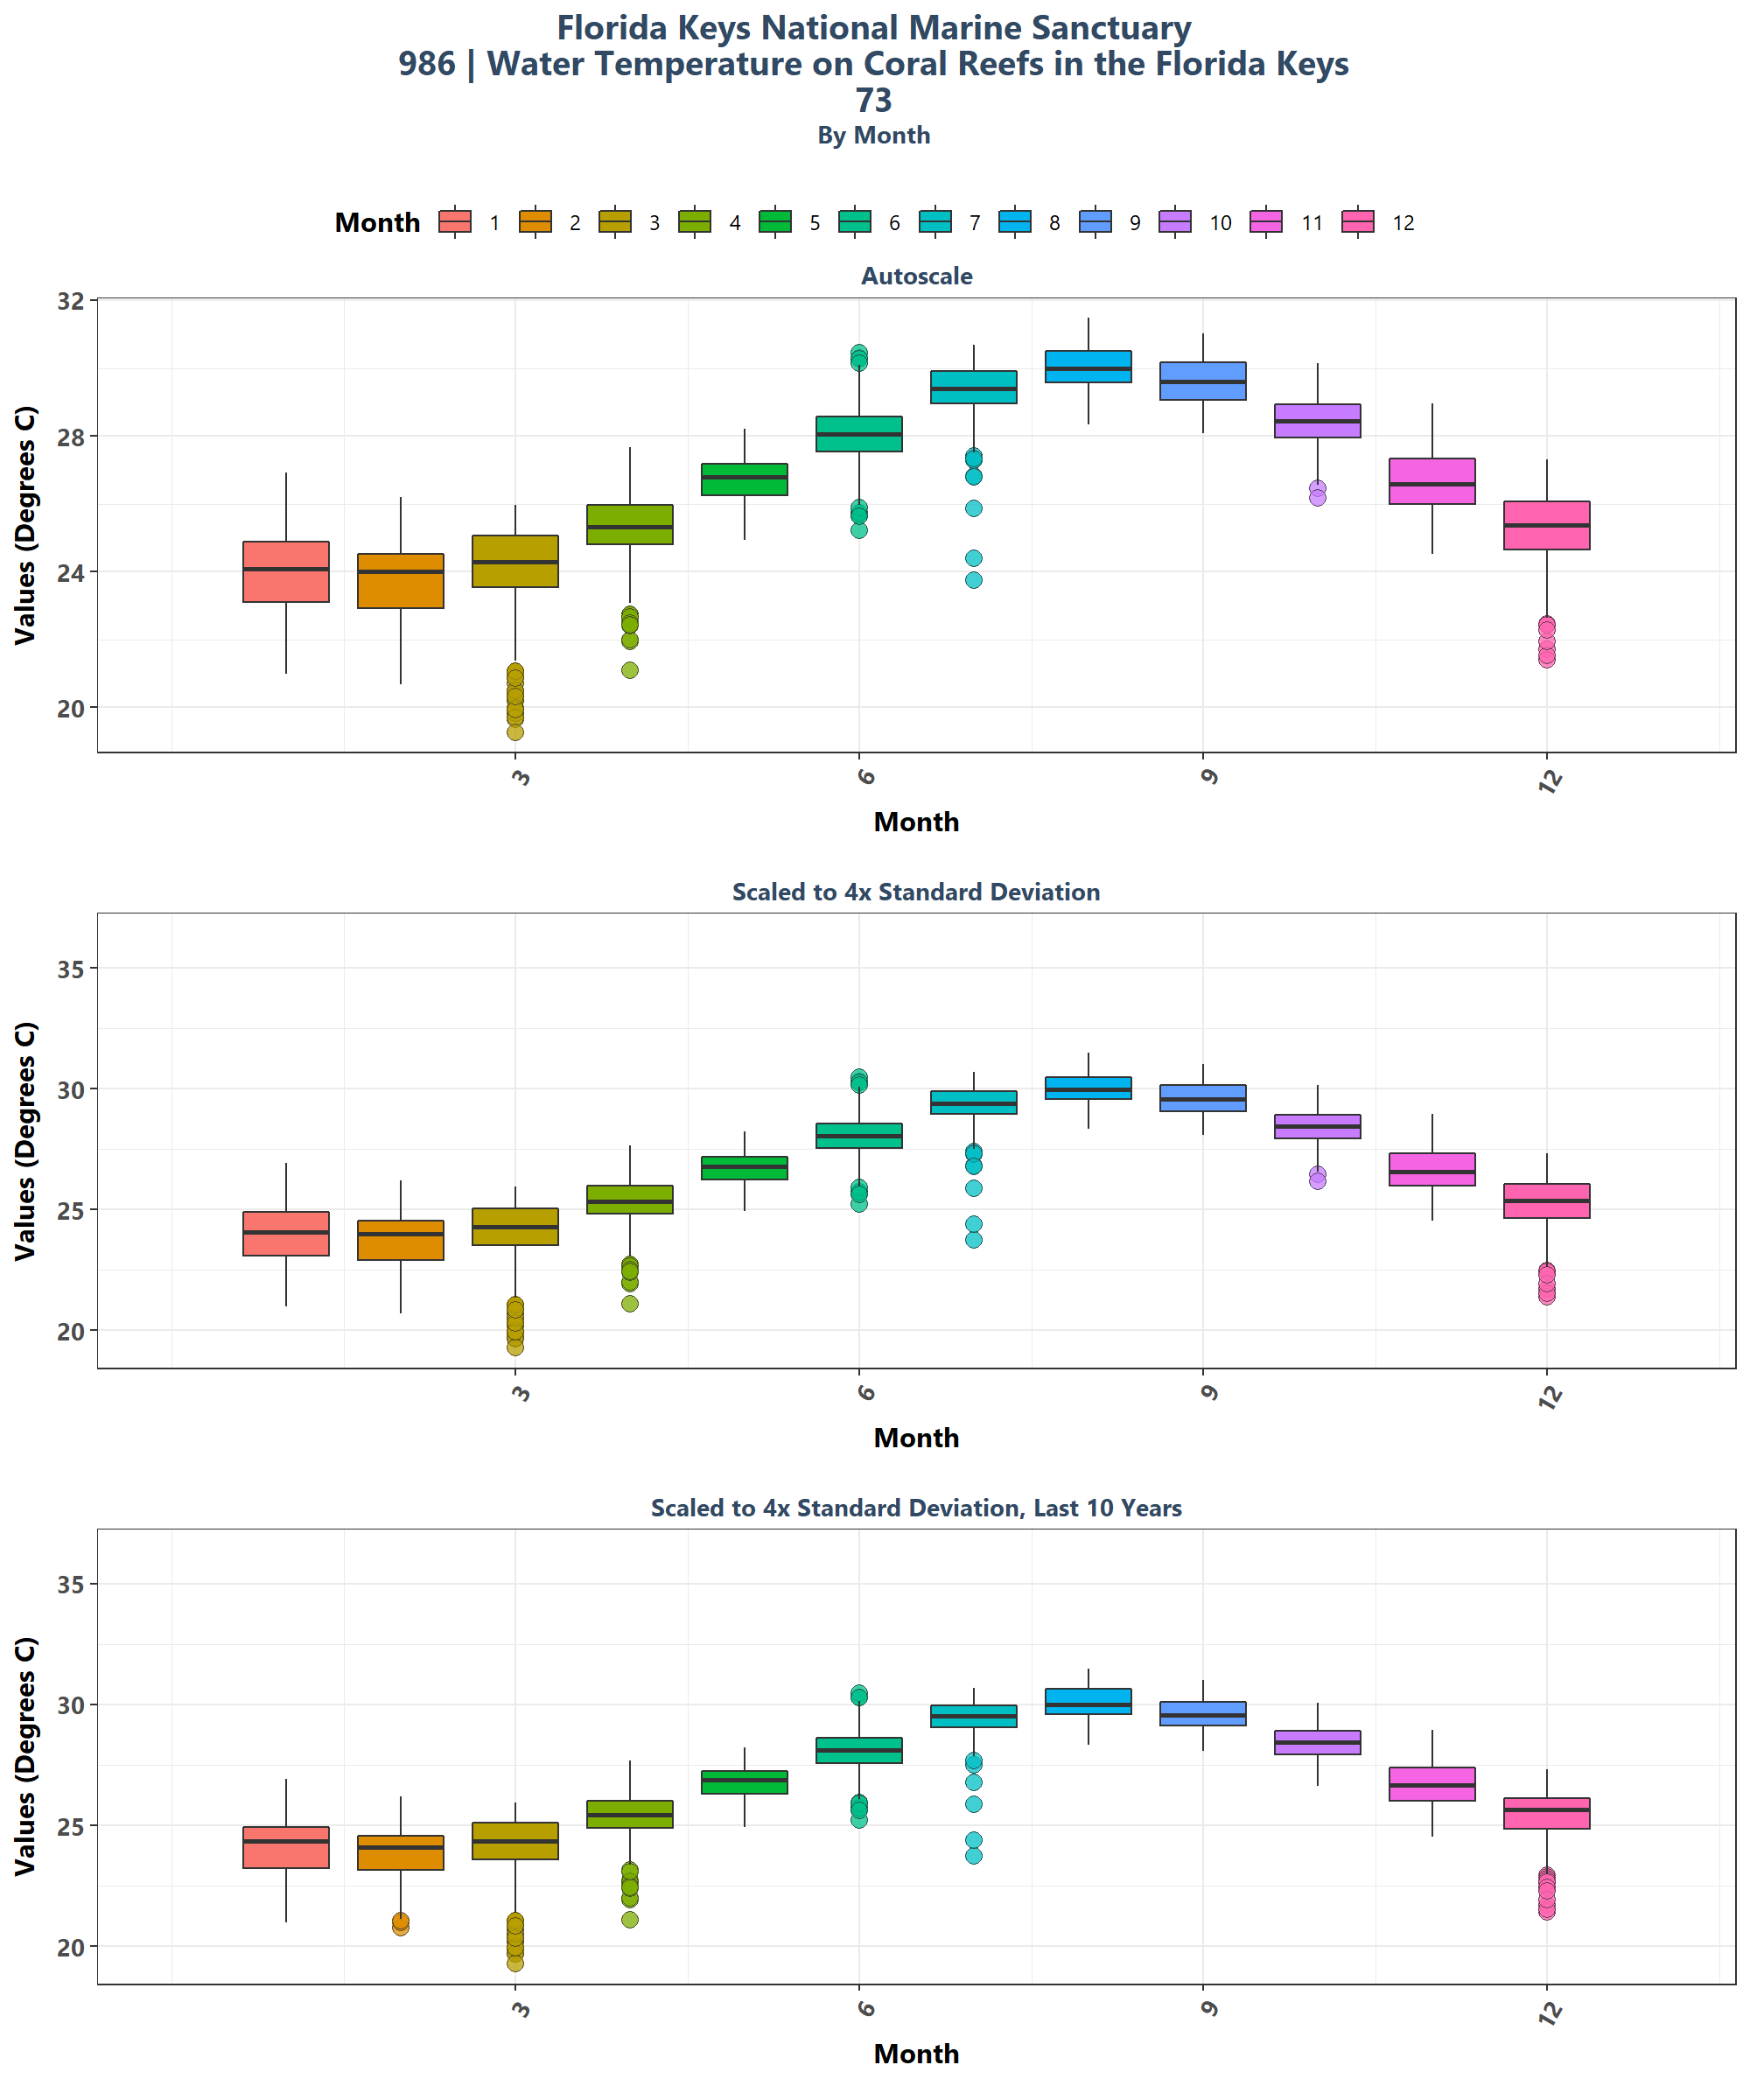 Florida Keys National Marine Sanctuary
986 | Water Temperature on Coral Reefs in the Florida Keys
73
By Month
Month 1 2 3 4 5 6 7 8 9 10 11 12
Autoscale
Values (Degrees C)
32
28
24
20
3 6 9 12
Month
Scaled to 4x Standard Deviation
Values (Degrees C)
35
30
25
20
3 6 9 12
Month
Scaled to 4x Standard Deviation, Last 10 Years
Values (Degrees C)
35
30
25
20
3 6 9 12
Month